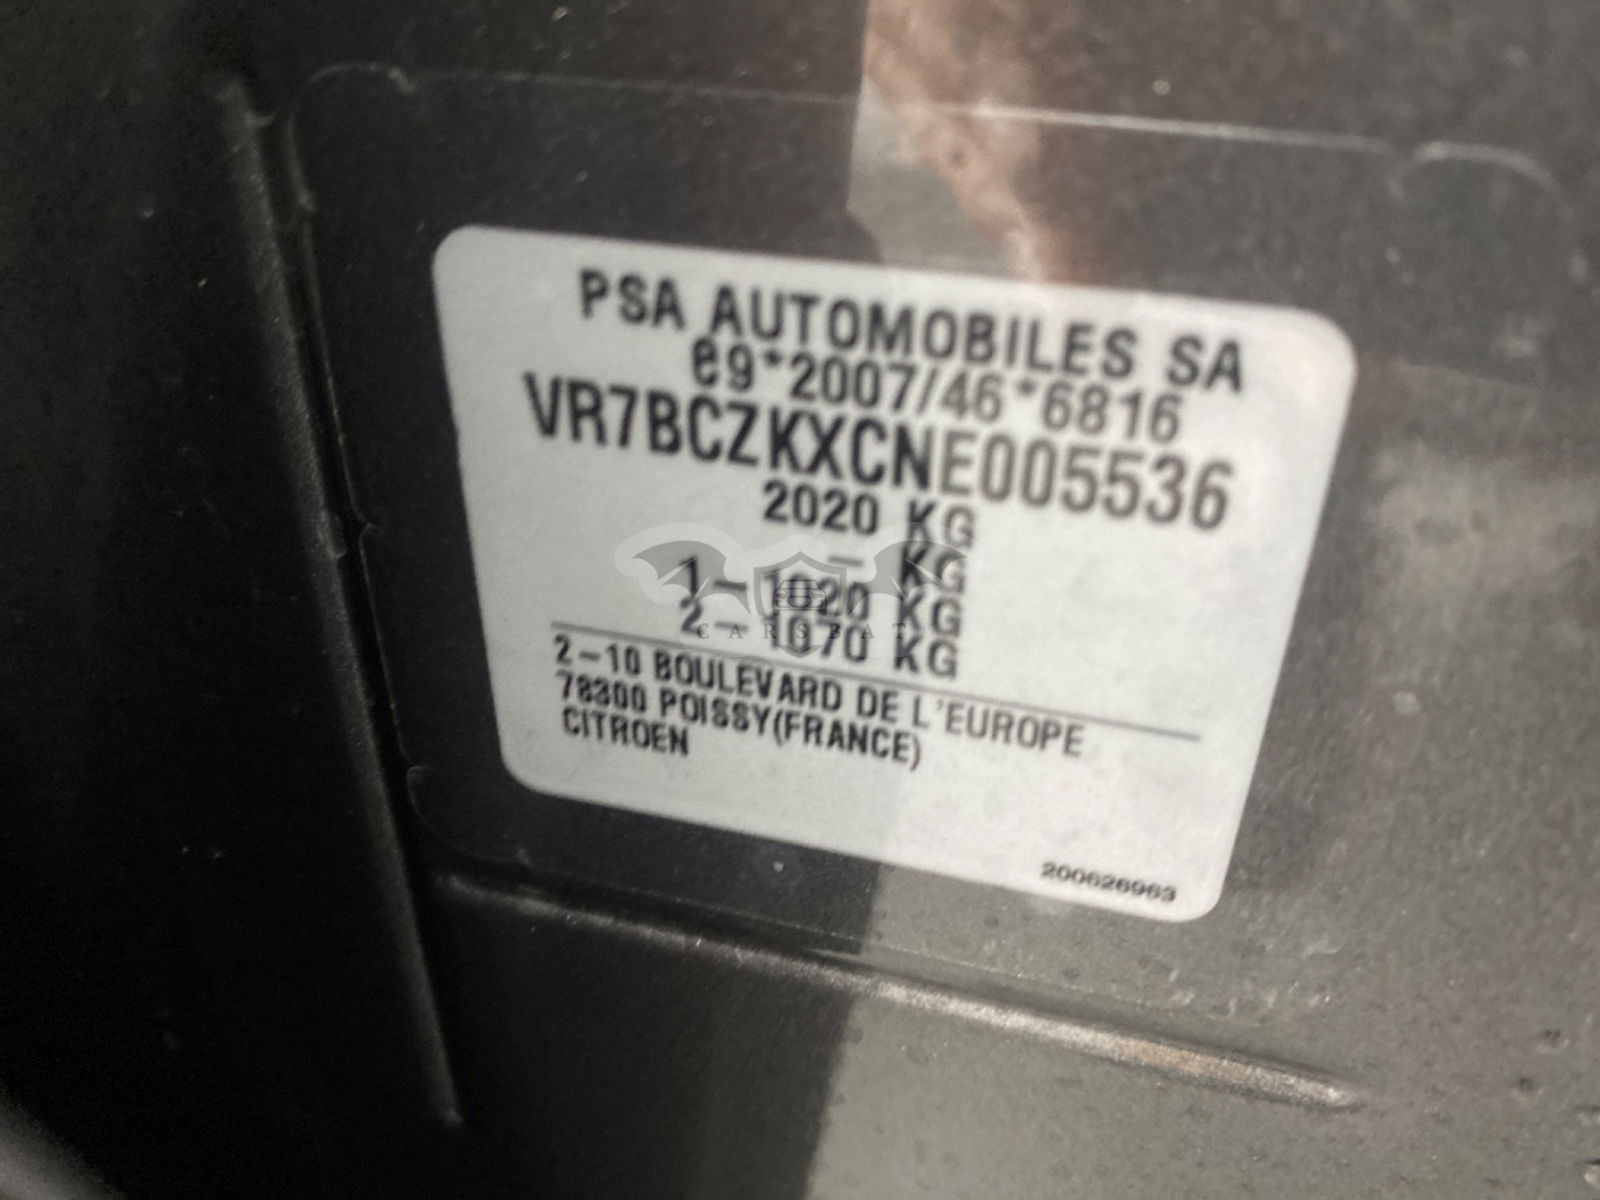 PSA AUTOMOBILES SA
e9*2007/46*6816
VR7BCZKXCNE005536
2020 KG
- KG
1-1020 KG
2-1070 KG
CARSBAT
2-10 BOULEVARD DE L'EUROPE
78300 POISSY(FRANCE)
CITROEN
200626963